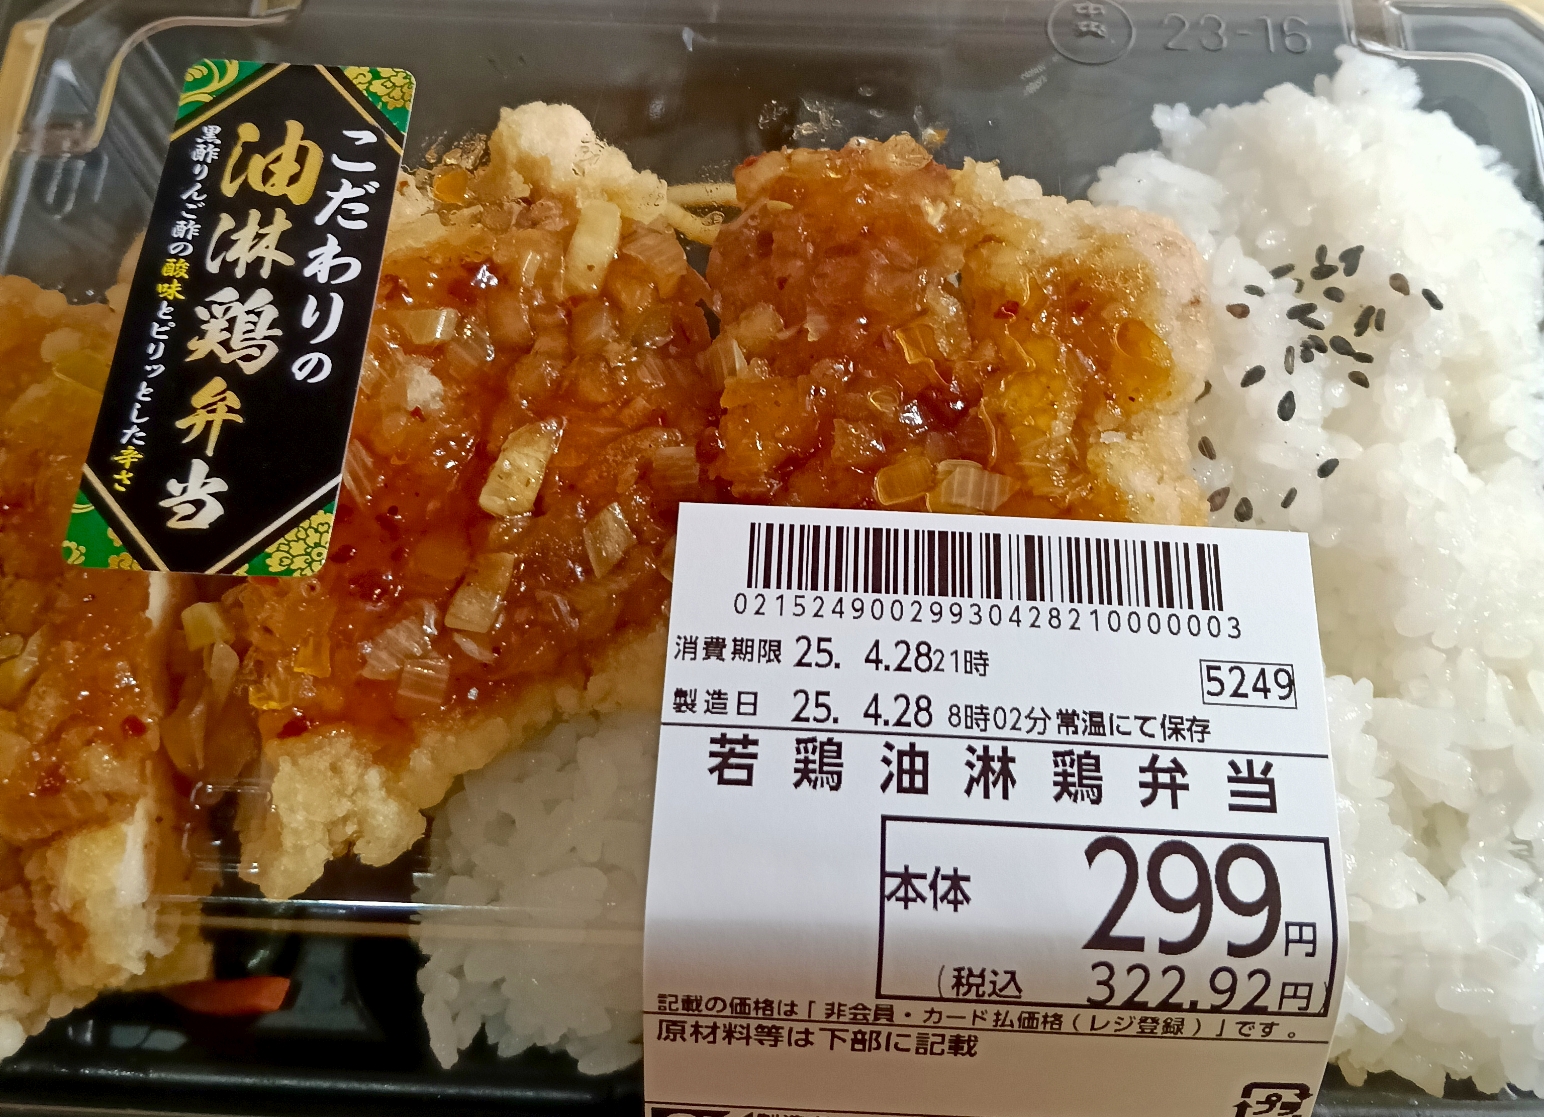 中央 23-16
こだわりの
油淋鶏弁当
黒酢りんご酢の酸味とピリッとした辛さ
02152490029930428210000003
消費期限 25. 4.28 21時
5249
製造日 25. 4.28 8時02分 常温にて保存
若鶏油淋鶏弁当
本体 299円
(税込 322.92円)
記載の価格は「非会員・カード払価格(レジ登録)」です。
原材料等は下部に記載
プラ